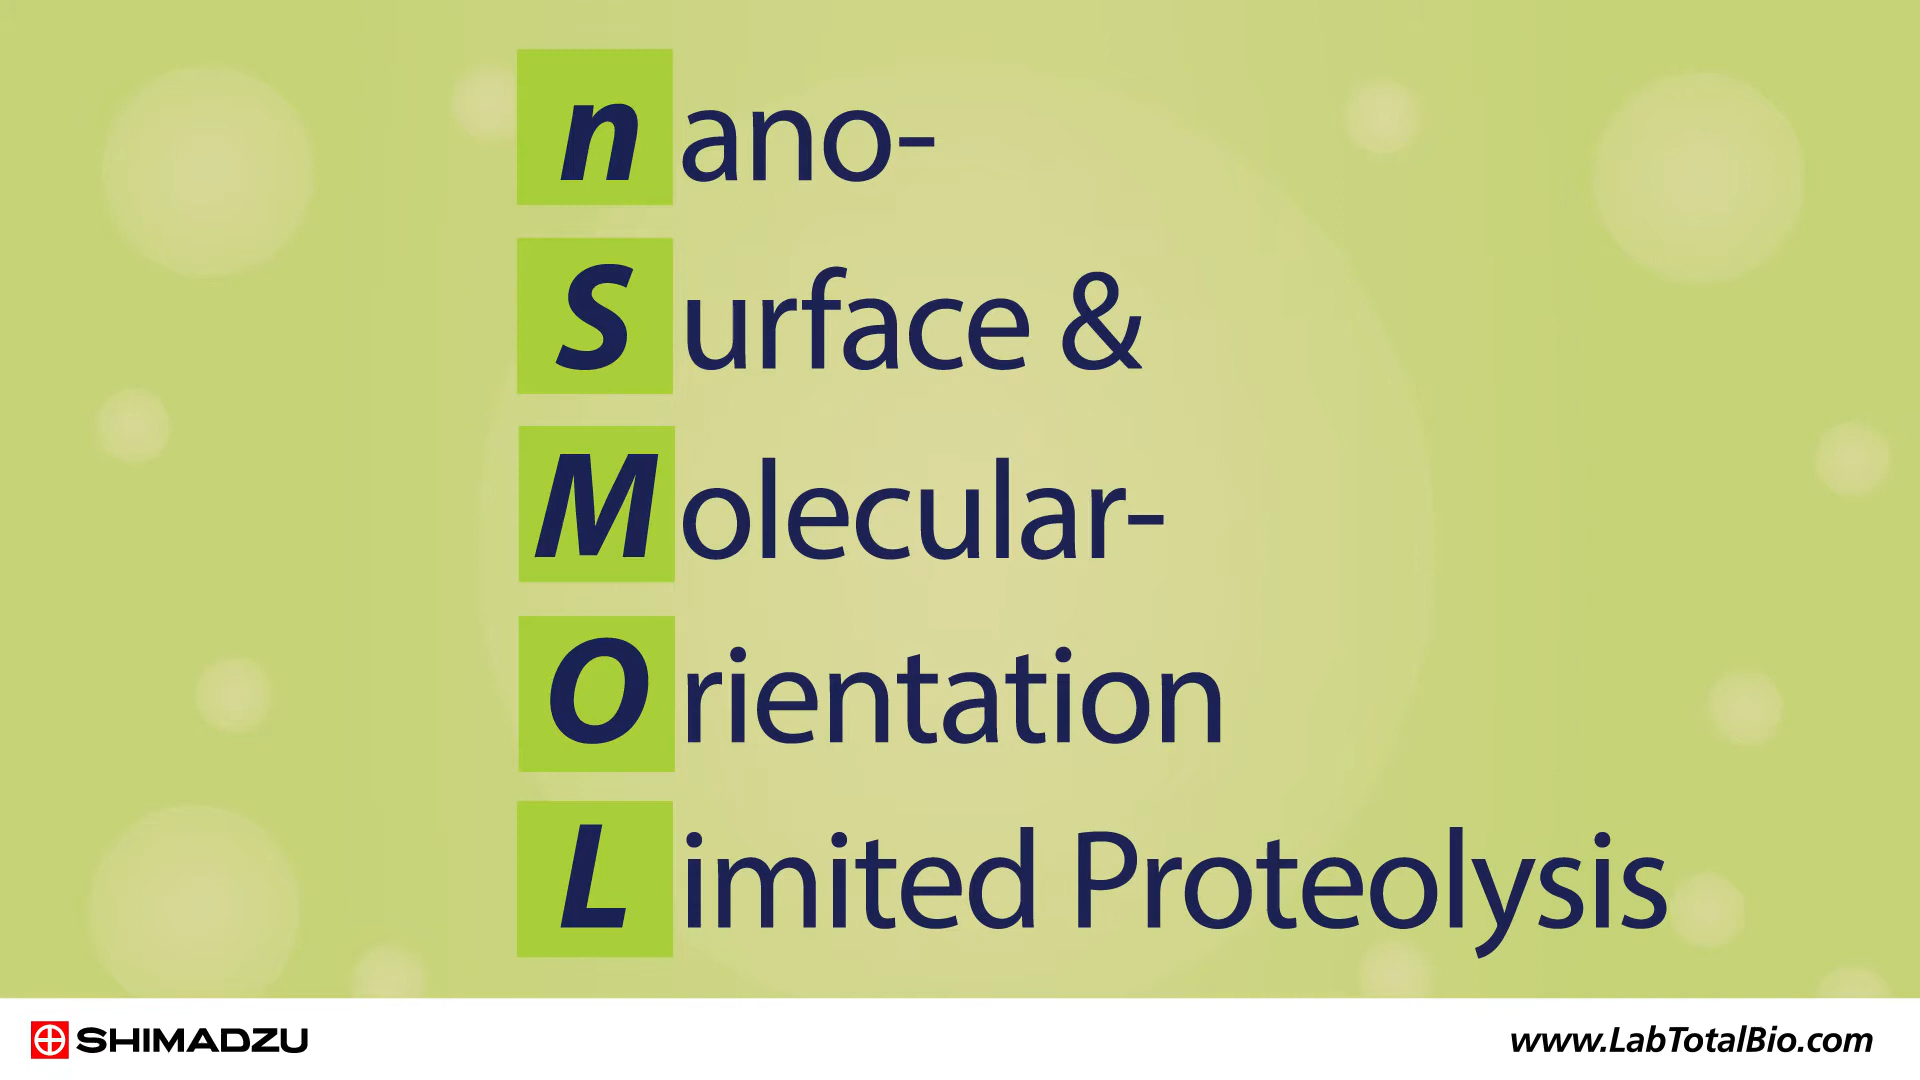 nano-
Surface &
Molecular-
Orientation
Limited Proteolysis
SHIMADZU
www.LabTotalBio.com